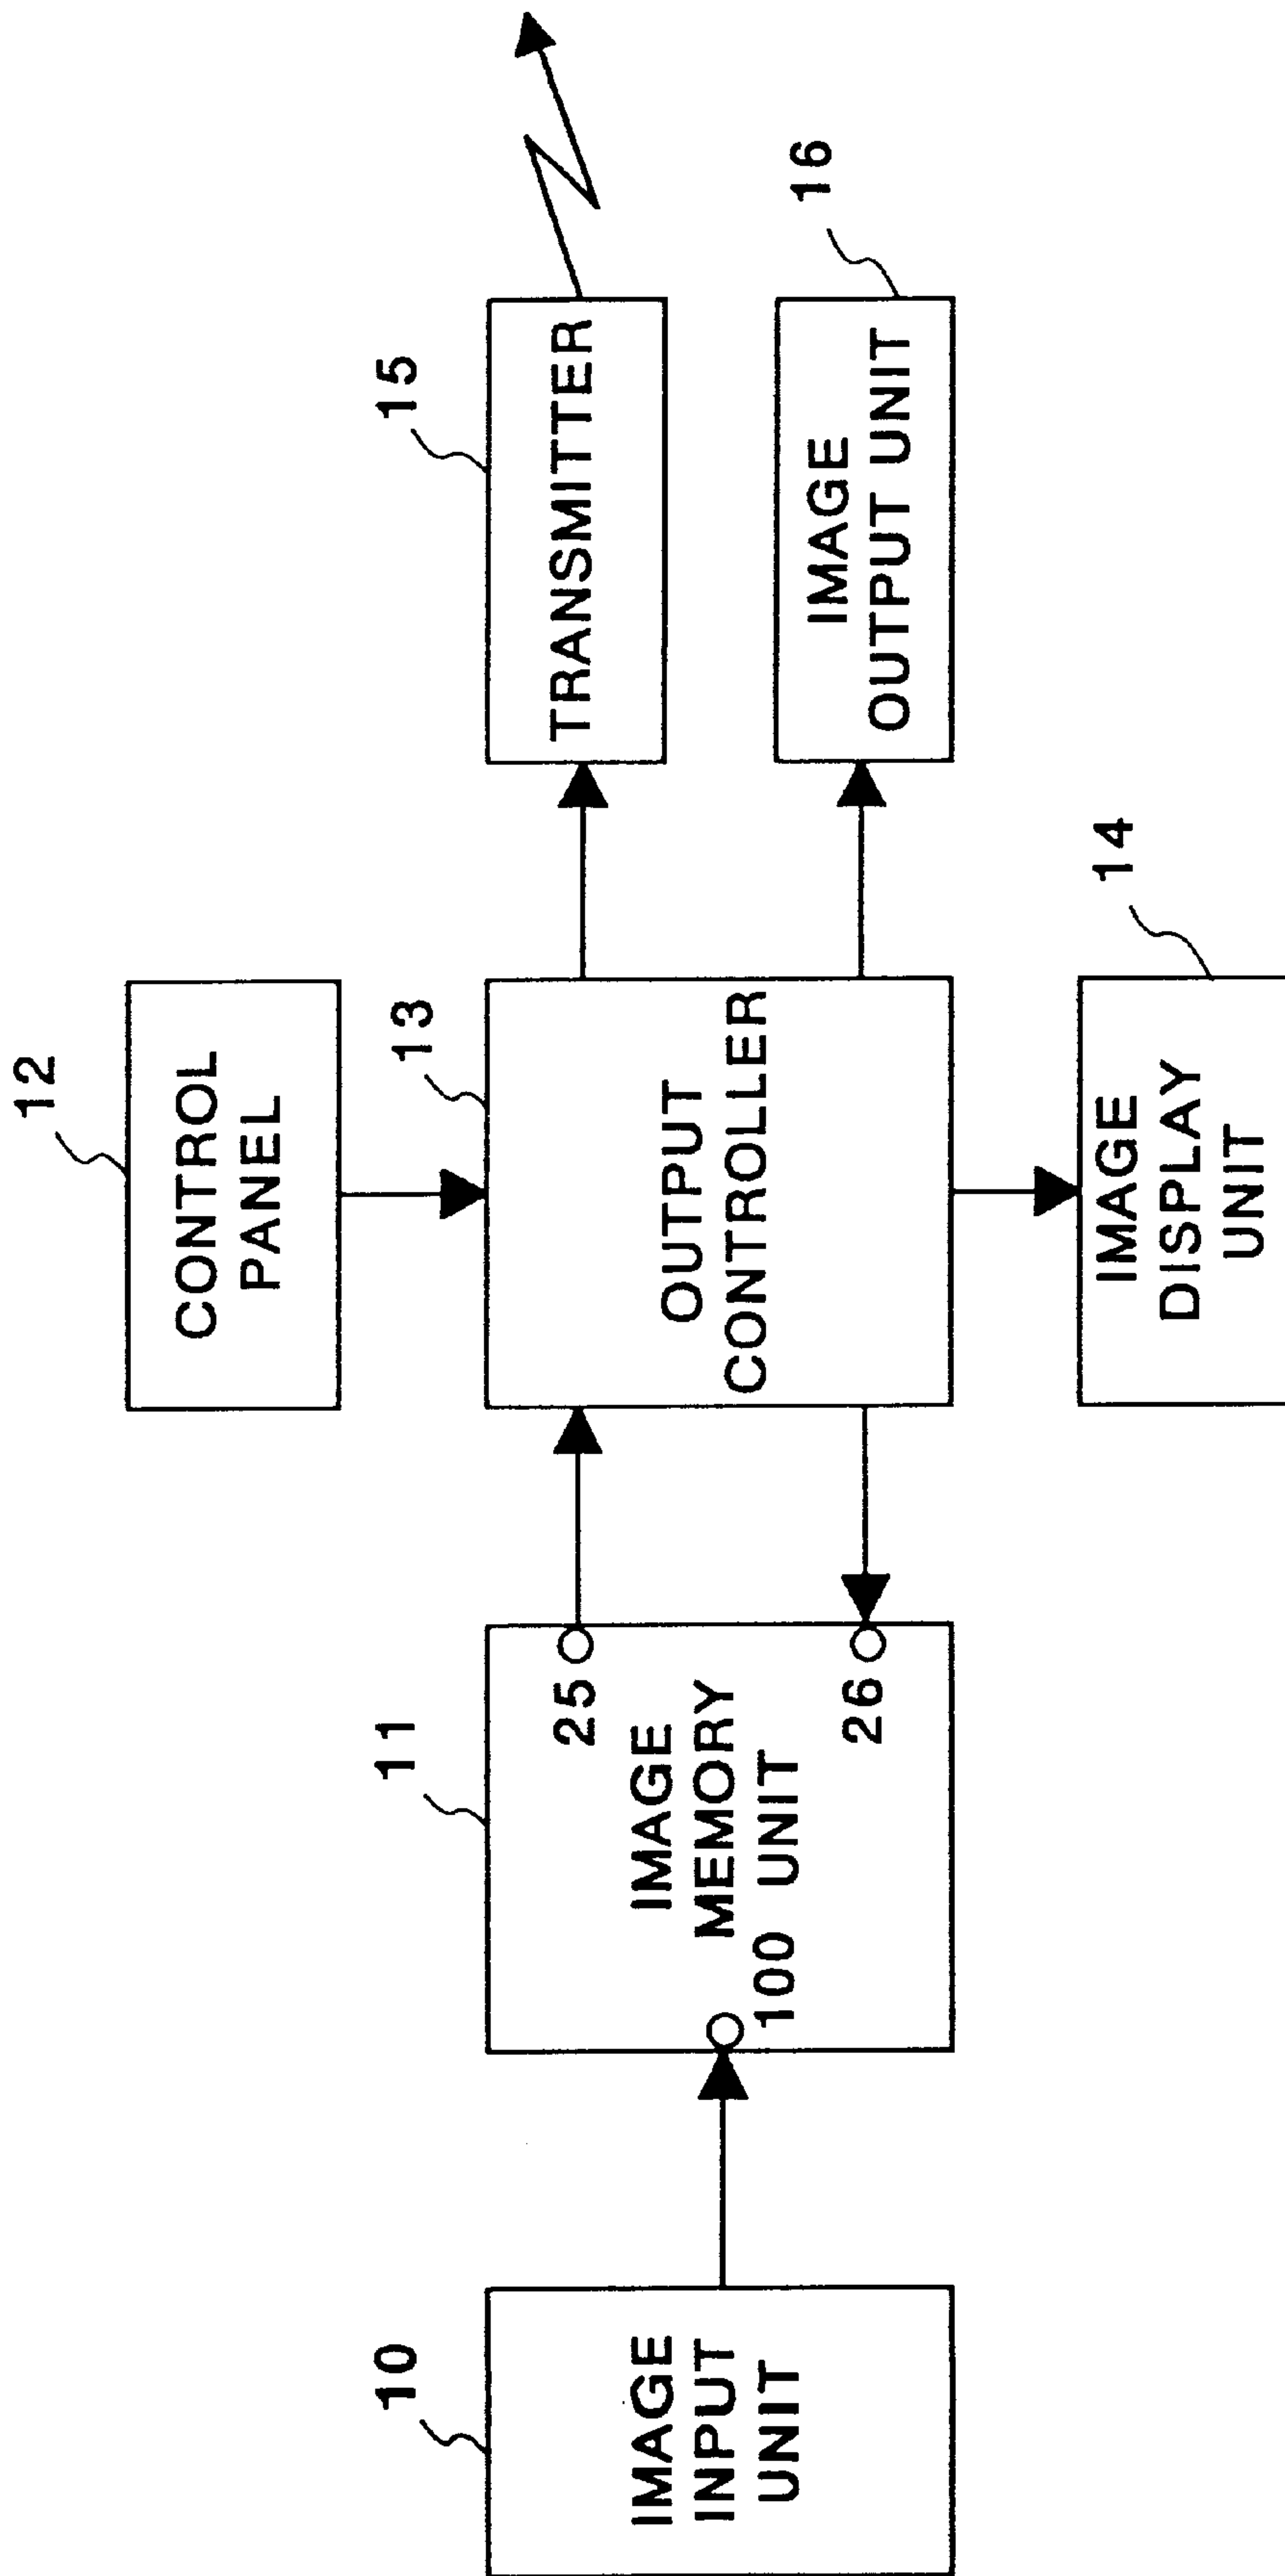 12
CONTROL
PANEL
10
IMAGE
INPUT
UNIT
11
IMAGE
MEMORY
UNIT
100
25
26
13
OUTPUT
CONTROLLER
15
TRANSMITTER
16
IMAGE
OUTPUT UNIT
14
IMAGE
DISPLAY
UNIT